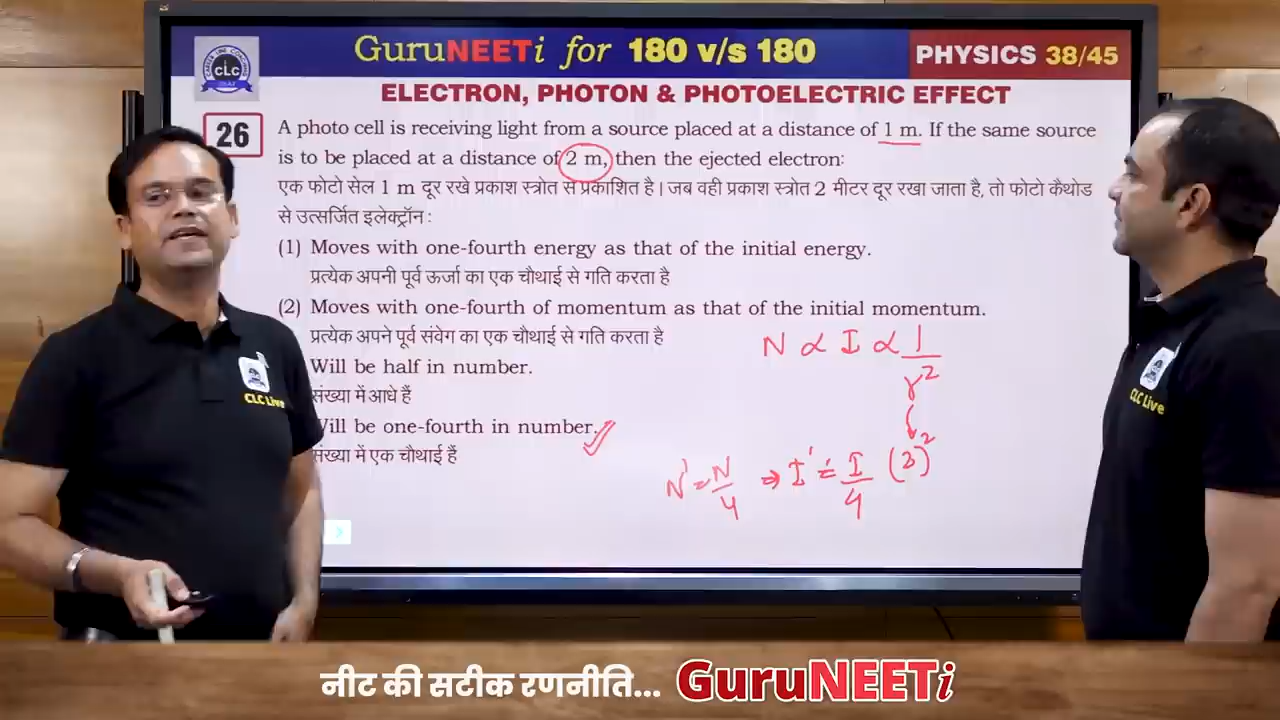 GuruNEETi for 180 v/s 180
PHYSICS 38/45
CLC
ELECTRON, PHOTON & PHOTOELECTRIC EFFECT
26
A photo cell is receiving light from a source placed at a distance of 1 m. If the same source
is to be placed at a distance of 2 m, then the ejected electron:
एक फोटो सेल 1 m दूर रखे प्रकाश स्त्रोत से प्रकाशित है। जब वही प्रकाश स्त्रोत 2 मीटर दूर रखा जाता है, तो फोटो कैथोड
से उत्सर्जित इलेक्ट्रॉन :
(1) Moves with one-fourth energy as that of the initial energy.
प्रत्येक अपनी पूर्व ऊर्जा का एक चौथाई से गति करता है
(2) Moves with one-fourth of momentum as that of the initial momentum.
प्रत्येक अपने पूर्व संवेग का एक चौथाई से गति करता है
Will be half in number.
संख्या में आधे हैं
Will be one-fourth in number.
संख्या में एक चौथाई हैं
N ∝ I ∝ 1/r²
N' = N/4 ⇒ I' = I/4 (2)²
CLC Live
CLC Live
नीट की सटीक रणनीति... GuruNEETi